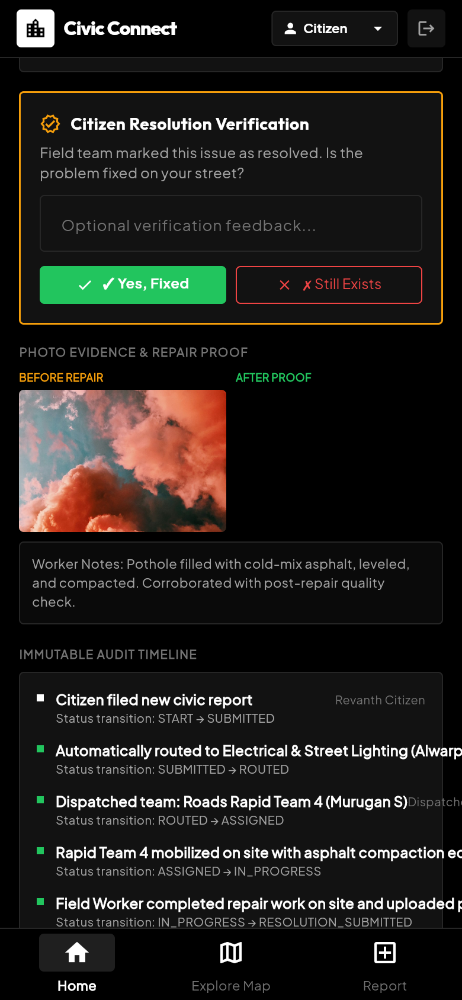 Civic Connect
Citizen
Citizen Resolution Verification
Field team marked this issue as resolved. Is the
problem fixed on your street?
Optional verification feedback...
✓ Yes, Fixed
✗ Still Exists
PHOTO EVIDENCE & REPAIR PROOF
BEFORE REPAIR
AFTER PROOF
Worker Notes: Pothole filled with cold-mix asphalt, leveled,
and compacted. Corroborated with post-repair quality
check.
IMMUTABLE AUDIT TIMELINE
Citizen filed new civic report
Revanth Citizen
Status transition: START → SUBMITTED
Automatically routed to Electrical & Street Lighting (Alwarp
Status transition: SUBMITTED → ROUTED
Dispatched team: Roads Rapid Team 4 (Murugan S)
Dispatche
Status transition: ROUTED → ASSIGNED
Rapid Team 4 mobilized on site with asphalt compaction
Status transition: ASSIGNED → IN_PROGRESS
Field Worker completed repair work on site and uploaded
Status transition: IN_PROGRESS → RESOLUTION_SUBMITTED
Home
Explore Map
Report